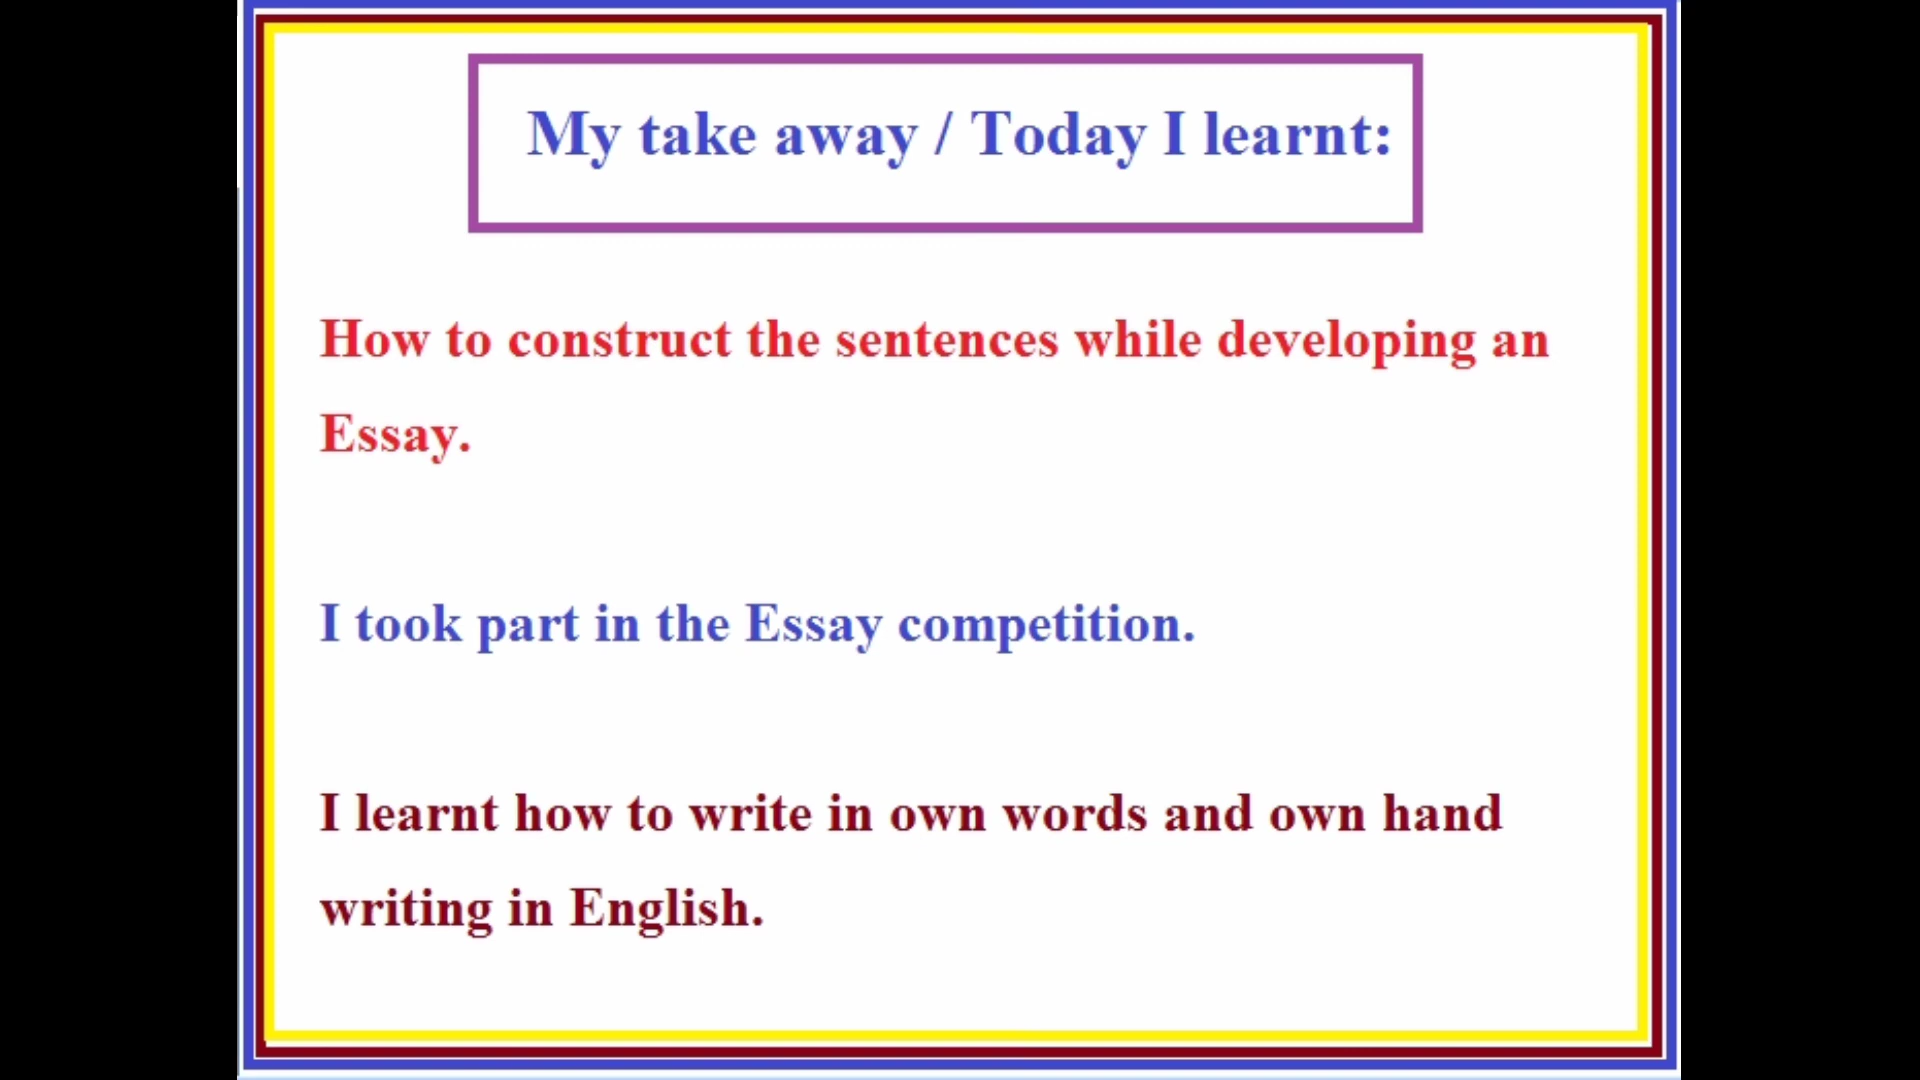 My take away / Today I learnt:
How to construct the sentences while developing an
Essay.
I took part in the Essay competition.
I learnt how to write in own words and own hand
writing in English.